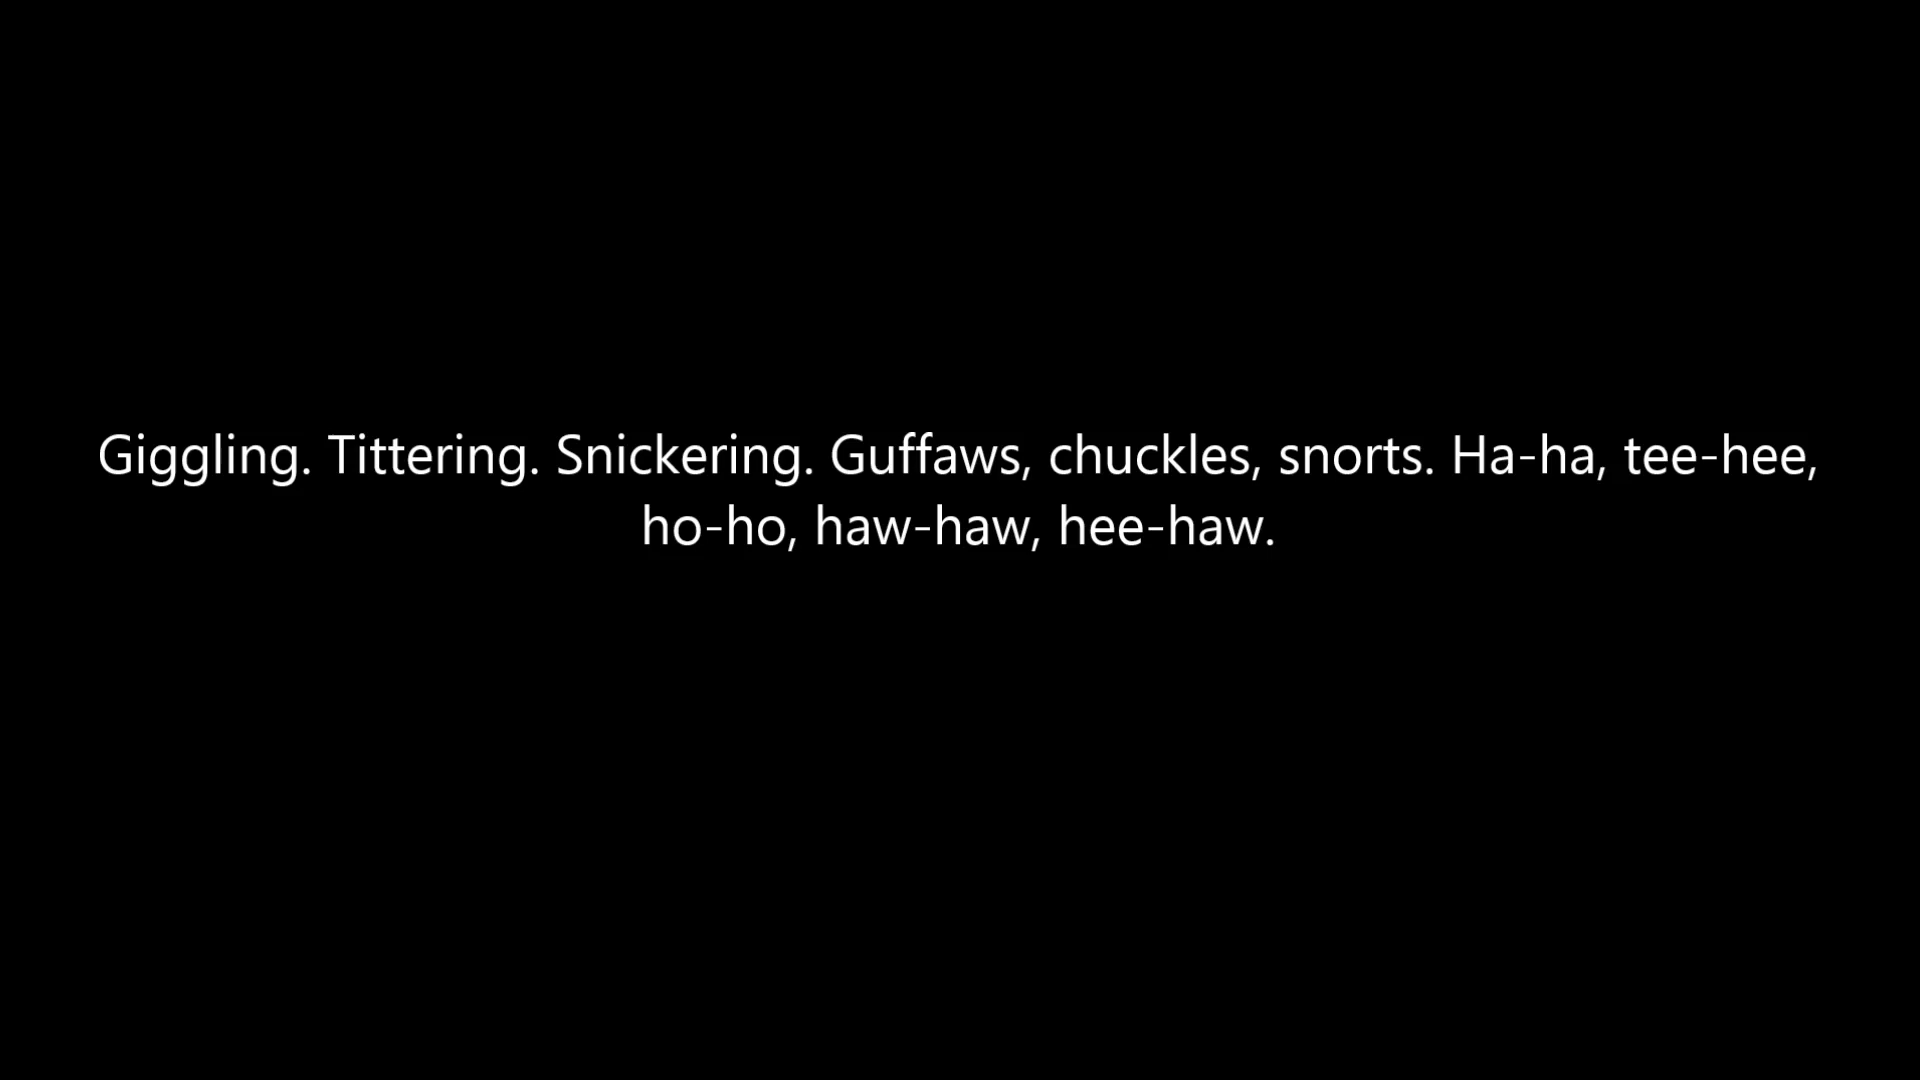 Giggling. Tittering. Snickering. Guffaws, chuckles, snorts. Ha-ha, tee-hee,
ho-ho, haw-haw, hee-haw.